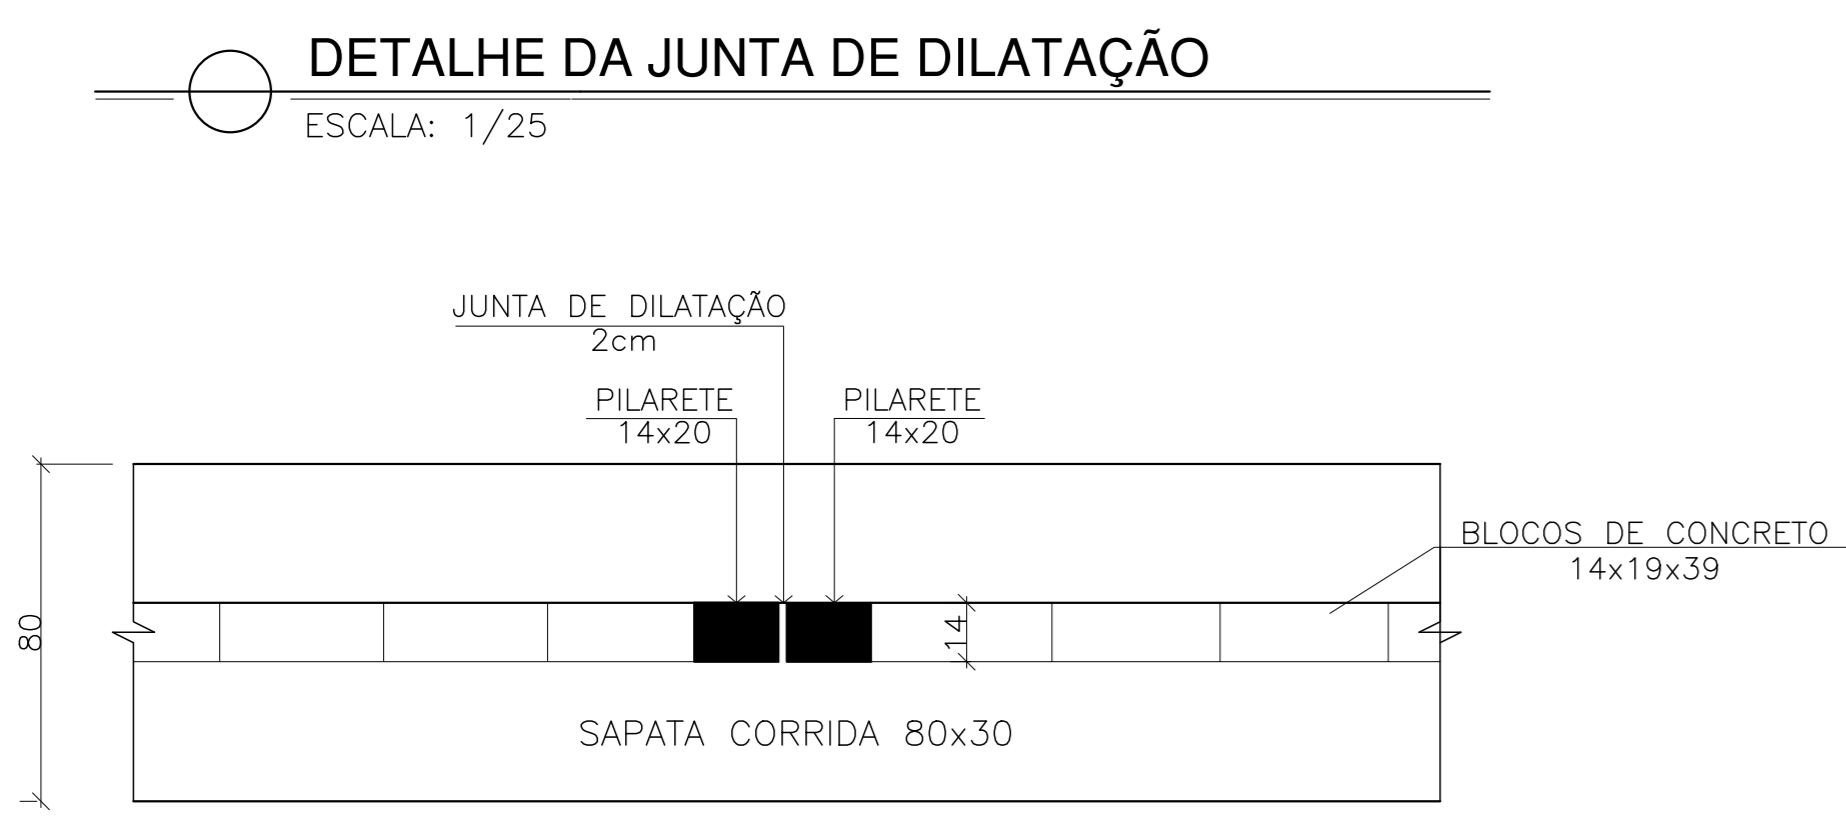 DETALHE DA JUNTA DE DILATAÇÃO
ESCALA: 1/25
JUNTA DE DILATAÇÃO
2cm
PILARETE
14x20
PILARETE
14x20
BLOCOS DE CONCRETO
14x19x39
80
14
SAPATA CORRIDA 80x30